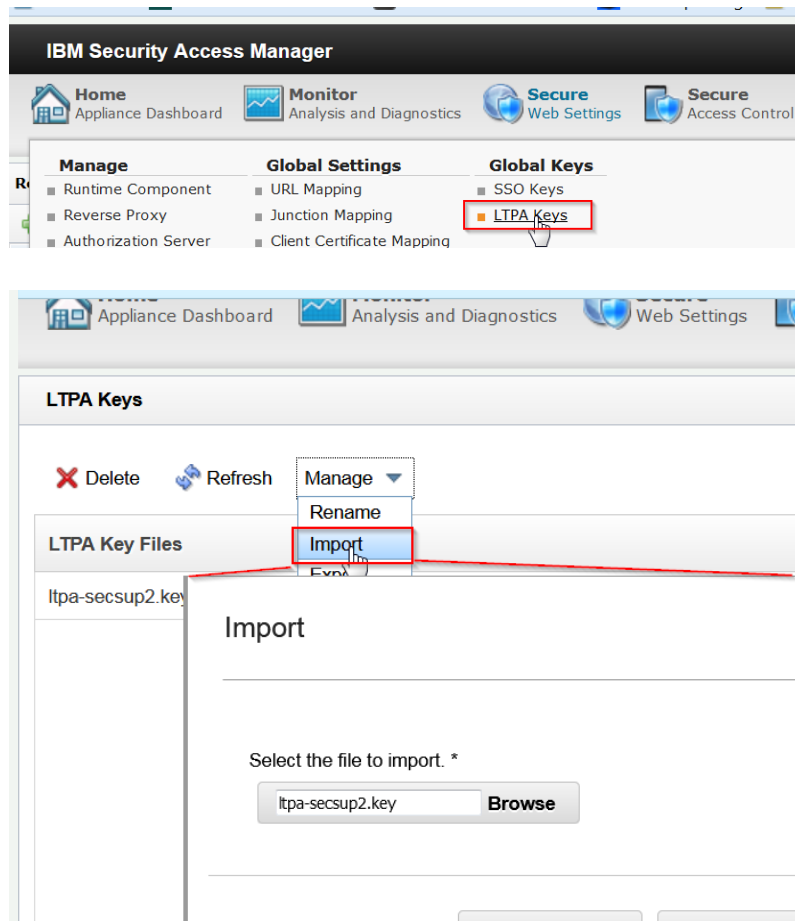 IBM Security Access Manager
Home Monitor Secure Secure
Appliance Dashboard Analysis and Diagnostics Web Settings Access Control
Manage Global Settings Global Keys
Runtime Component URL Mapping SSO Keys
Reverse Proxy Junction Mapping LTPA Keys
Authorization Server Client Certificate Mapping
Appliance Dashboard Analysis and Diagnostics Web Settings
LTPA Keys
Delete Refresh Manage
Rename
LTPA Key Files Import
ltpa-secsup2.key
Import
Select the file to import. *
ltpa-secsup2.key Browse